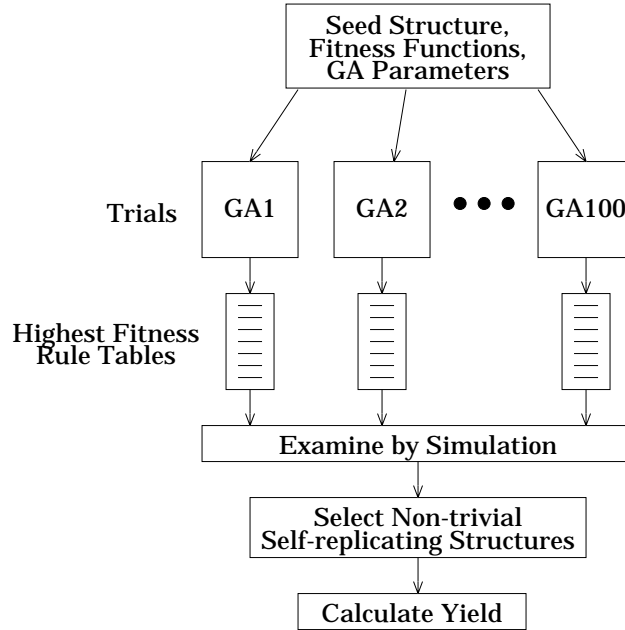 Seed Structure,
Fitness Functions,
GA Parameters
Trials
GA1
GA2
GA100
Highest Fitness
Rule Tables
Examine by Simulation
Select Non-trivial
Self-replicating Structures
Calculate Yield